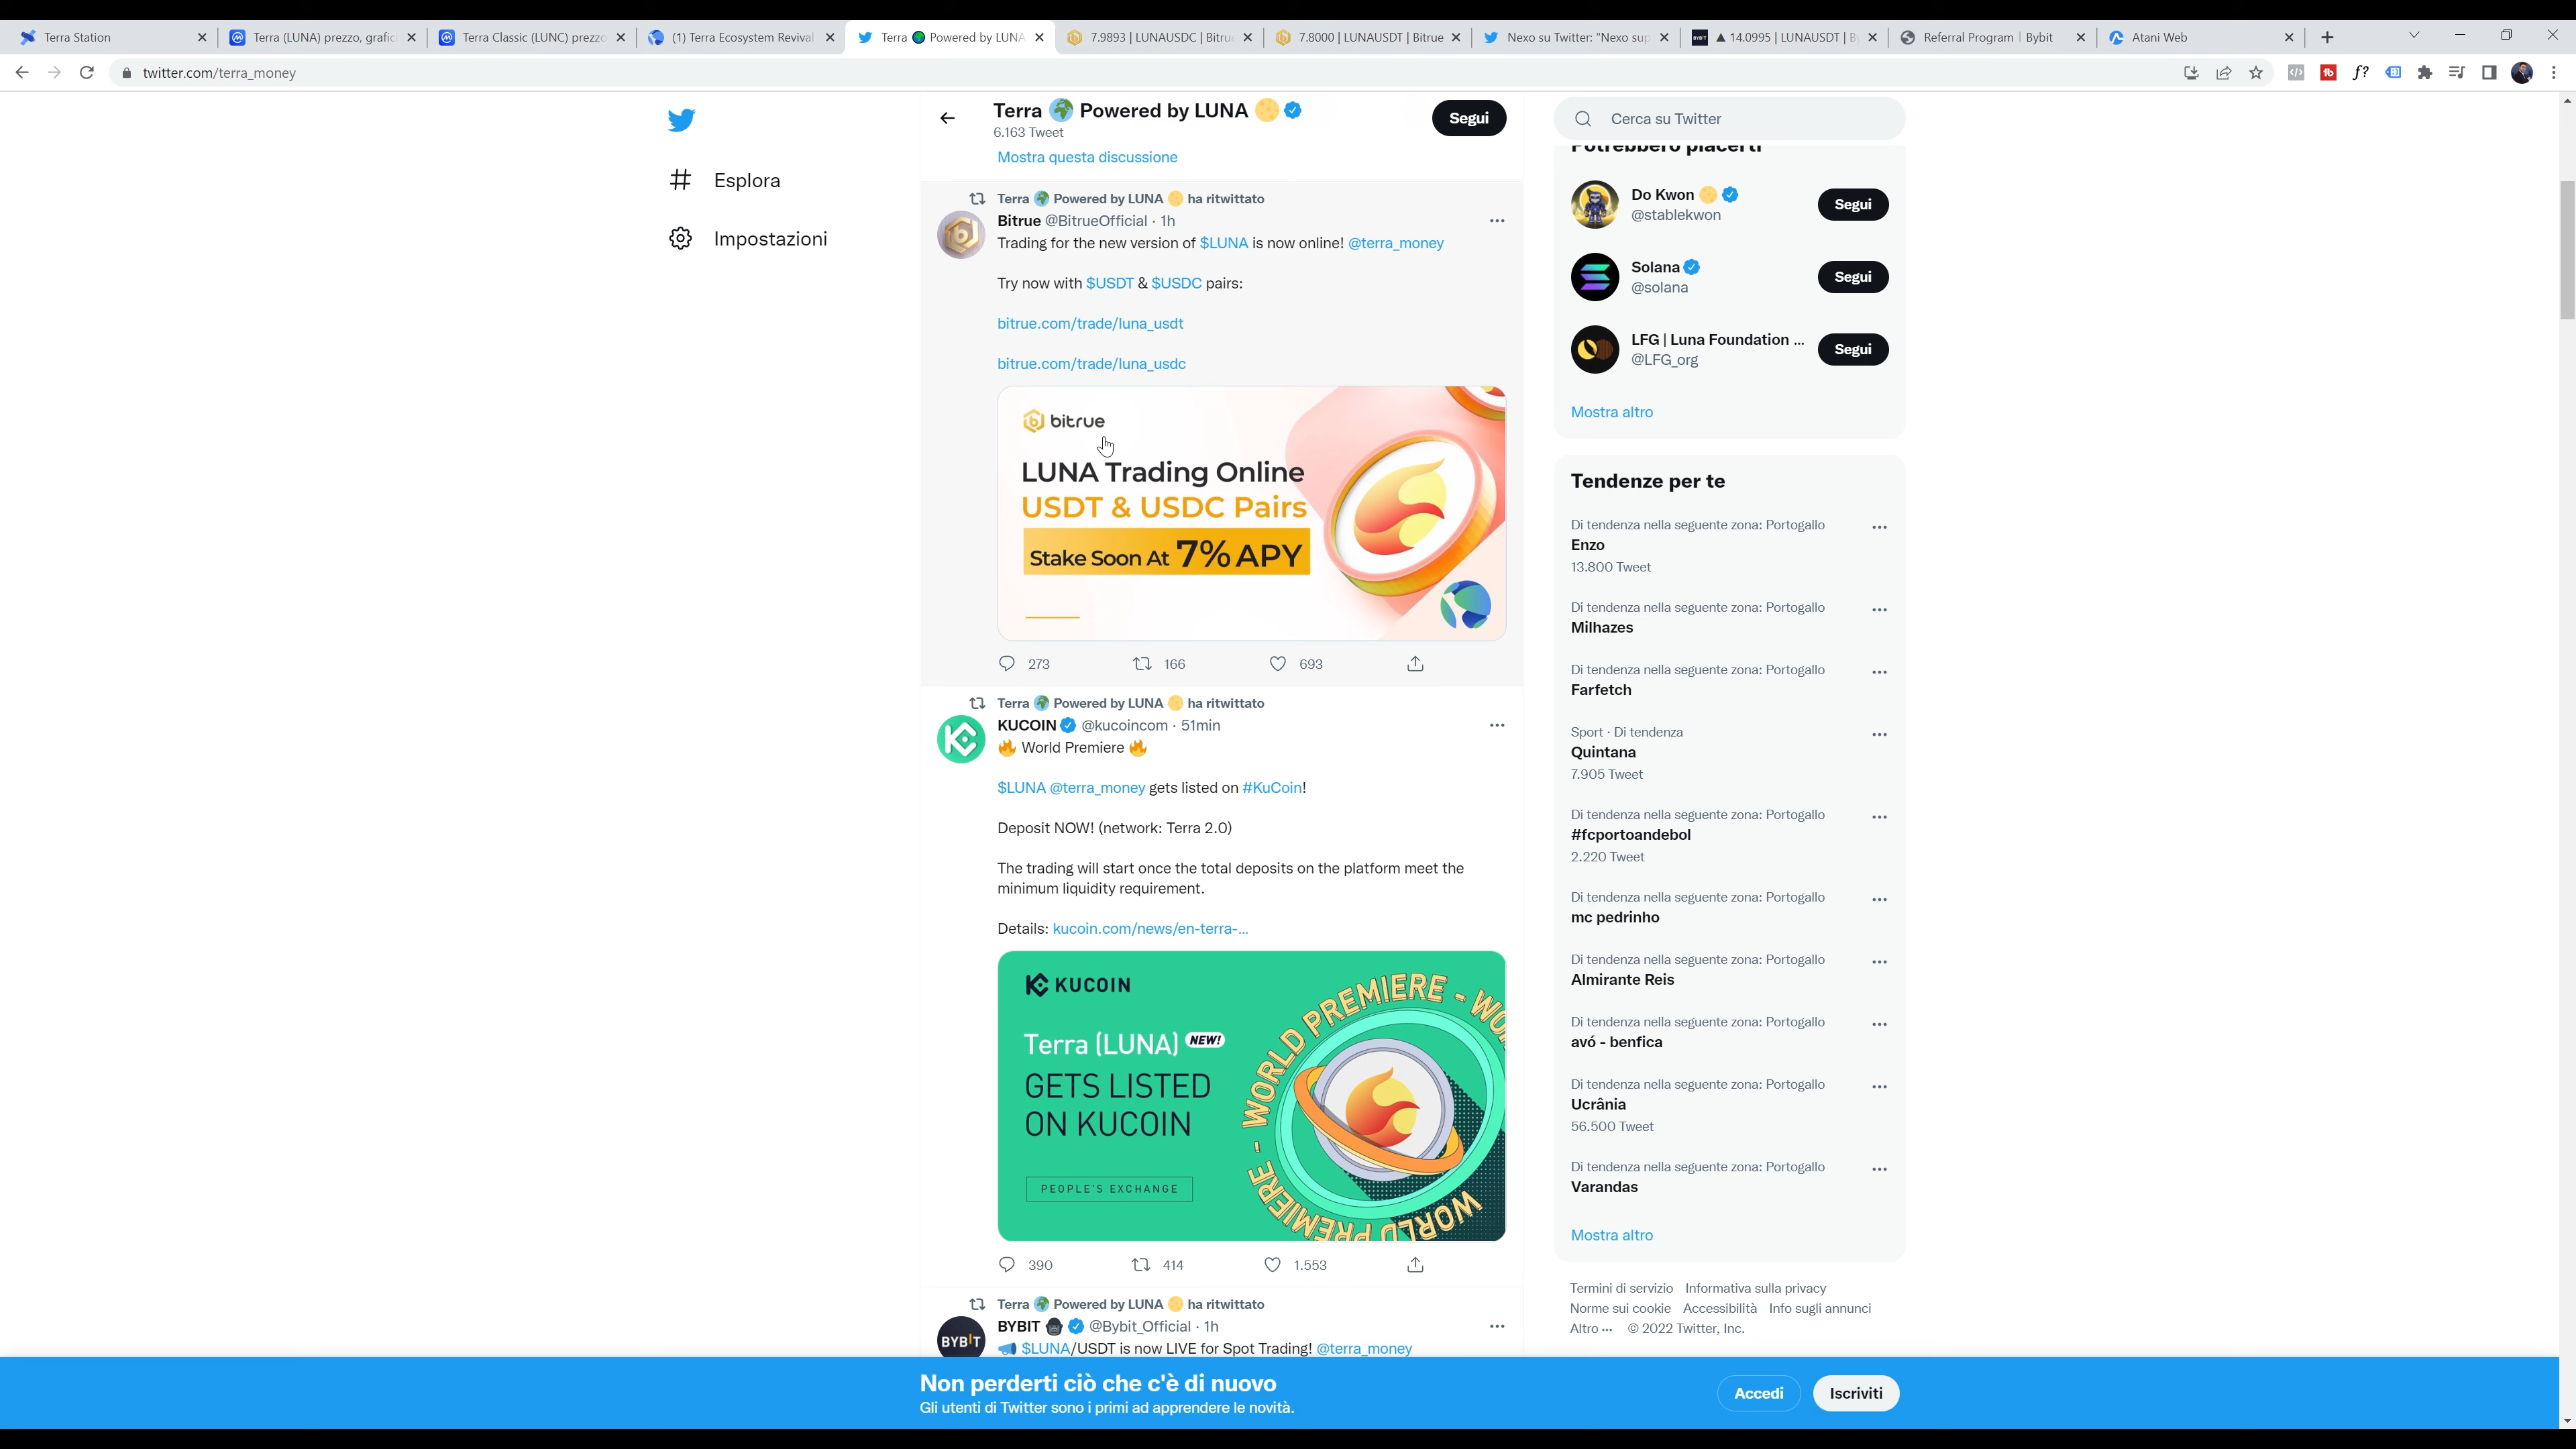 Terra Station
Terra (LUNA) prezzo, grafic
Terra Classic (LUNC) prezzo
(1) Terra Ecosystem Revival
Terra Powered by LUNA
7.9893 | LUNAUSDC | Bitrue
7.8000 | LUNAUSDT | Bitrue
Nexo su Twitter: "Nexo sup
▲ 14.0995 | LUNAUSDT | B
Referral Program | Bybit
Atani Web
twitter.com/terra_money
Esplora
Impostazioni
Terra 🌍 Powered by LUNA 🌕
6.163 Tweet
Segui
Mostra questa discussione
Terra 🌍 Powered by LUNA 🌕 ha ritwittato
Bitrue @BitrueOfficial · 1h
Trading for the new version of $LUNA is now online! @terra_money
Try now with $USDT & $USDC pairs:
bitrue.com/trade/luna_usdt
bitrue.com/trade/luna_usdc
bitrue
LUNA Trading Online
USDT & USDC Pairs
Stake Soon At 7% APY
273 166 693
Terra 🌍 Powered by LUNA 🌕 ha ritwittato
KUCOIN @kucoincom · 51min
🔥 World Premiere 🔥
$LUNA @terra_money gets listed on #KuCoin!
Deposit NOW! (network: Terra 2.0)
The trading will start once the total deposits on the platform meet the
minimum liquidity requirement.
Details: kucoin.com/news/en-terra-...
KUCOIN
Terra (LUNA) NEW!
GETS LISTED
ON KUCOIN
PEOPLE'S EXCHANGE
WORLD PREMIERE - WO
WORLD PREMIERE -
390 414 1.553
Terra 🌍 Powered by LUNA 🌕 ha ritwittato
BYBIT
BYBIT @Bybit_Official · 1h
📣 $LUNA/USDT is now LIVE for Spot Trading! @terra_money
Cerca su Twitter
Potrebbero piacerti
Do Kwon 🌕
@stablekwon
Segui
Solana
@solana
Segui
LFG | Luna Foundation ...
@LFG_org
Segui
Mostra altro
Tendenze per te
Di tendenza nella seguente zona: Portogallo
Enzo
13.800 Tweet
Di tendenza nella seguente zona: Portogallo
Milhazes
Di tendenza nella seguente zona: Portogallo
Farfetch
Sport · Di tendenza
Quintana
7.905 Tweet
Di tendenza nella seguente zona: Portogallo
#fcportoandebol
2.220 Tweet
Di tendenza nella seguente zona: Portogallo
mc pedrinho
Di tendenza nella seguente zona: Portogallo
Almirante Reis
Di tendenza nella seguente zona: Portogallo
avó - benfica
Di tendenza nella seguente zona: Portogallo
Ucrânia
56.500 Tweet
Di tendenza nella seguente zona: Portogallo
Varandas
Mostra altro
Termini di servizio Informativa sulla privacy
Norme sui cookie Accessibilità Info sugli annunci
Altro ··· © 2022 Twitter, Inc.
Non perderti ciò che c'è di nuovo
Gli utenti di Twitter sono i primi ad apprendere le novità.
Accedi
Iscriviti